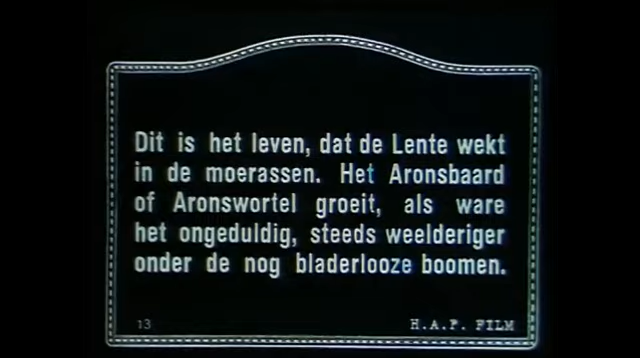 Dit is het leven, dat de Lente wekt
in de moerassen. Het Aronsbaard
of Aronswortel groeit, als ware
het ongeduldig, steeds weelderiger
onder de nog bladerlooze boomen.
13
H.A.P. FILM